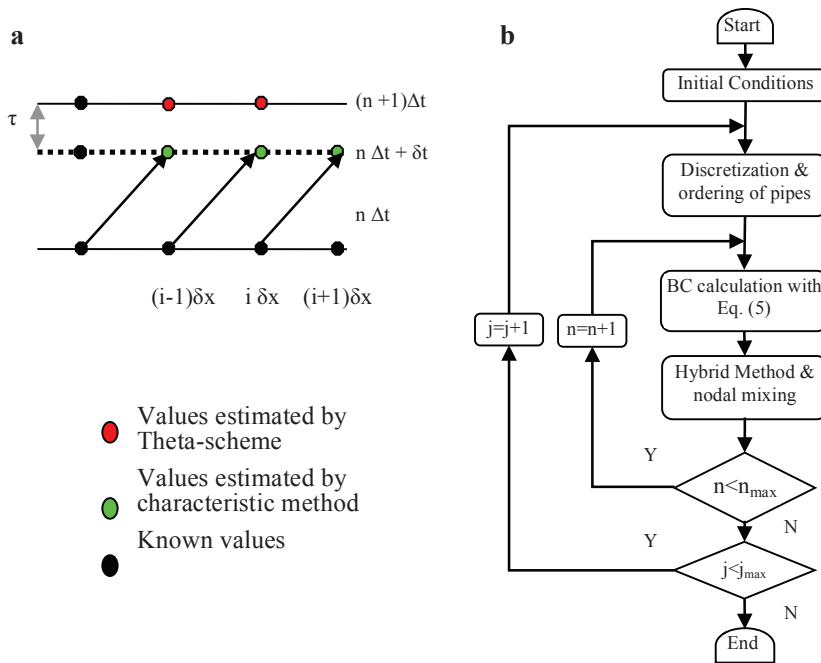 a
(n +1)Δt
τ
n Δt + δt
n Δt
(i-1)δx i δx (i+1)δx
Values estimated by
Theta-scheme
Values estimated by
characteristic method
Known values
b
Start
Initial Conditions
Discretization &
ordering of pipes
BC calculation with
Eq. (5)
j=j+1
n=n+1
Hybrid Method &
nodal mixing
Y
n<nmax
N
Y
j<jmax
N
End